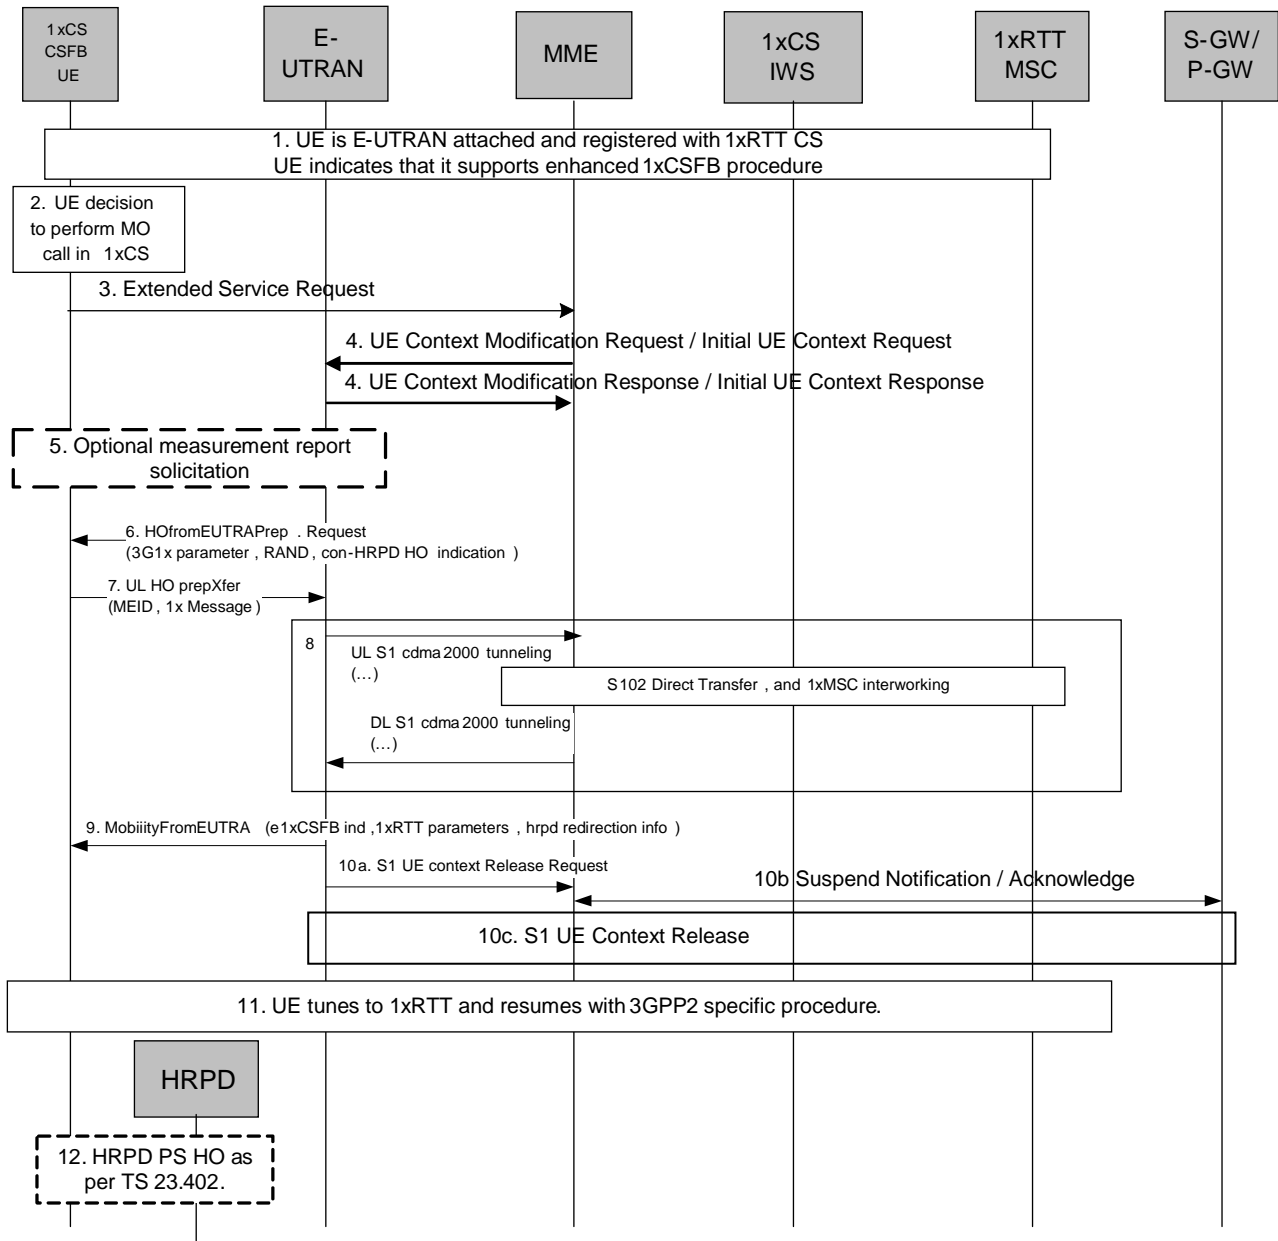 1xCS
CSFB
UE
E-
UTRAN
MME
1xCS
IWS
1xRTT
MSC
S-GW/
P-GW
1. UE is E-UTRAN attached and registered with 1xRTT CS
UE indicates that it supports enhanced 1xCSFB procedure
2. UE decision
to perform MO
call in 1xCS
3. Extended Service Request
4. UE Context Modification Request / Initial UE Context Request
4. UE Context Modification Response / Initial UE Context Response
5. Optional measurement report
solicitation
6. HOfromEUTRAPrep . Request
(3G1x parameter , RAND , con-HRPD HO indication )
7. UL HO prepXfer
(MEID , 1x Message )
8
UL S1 cdma2000 tunneling
(...)
S102 Direct Transfer , and 1xMSC interworking
DL S1 cdma2000 tunneling
(...)
9. MobiiityFromEUTRA (e1xCSFB ind ,1xRTT parameters , hrpd redirection info )
10a. S1 UE context Release Request
10b Suspend Notification / Acknowledge
10c. S1 UE Context Release
11. UE tunes to 1xRTT and resumes with 3GPP2 specific procedure.
HRPD
12. HRPD PS HO as
per TS 23.402.